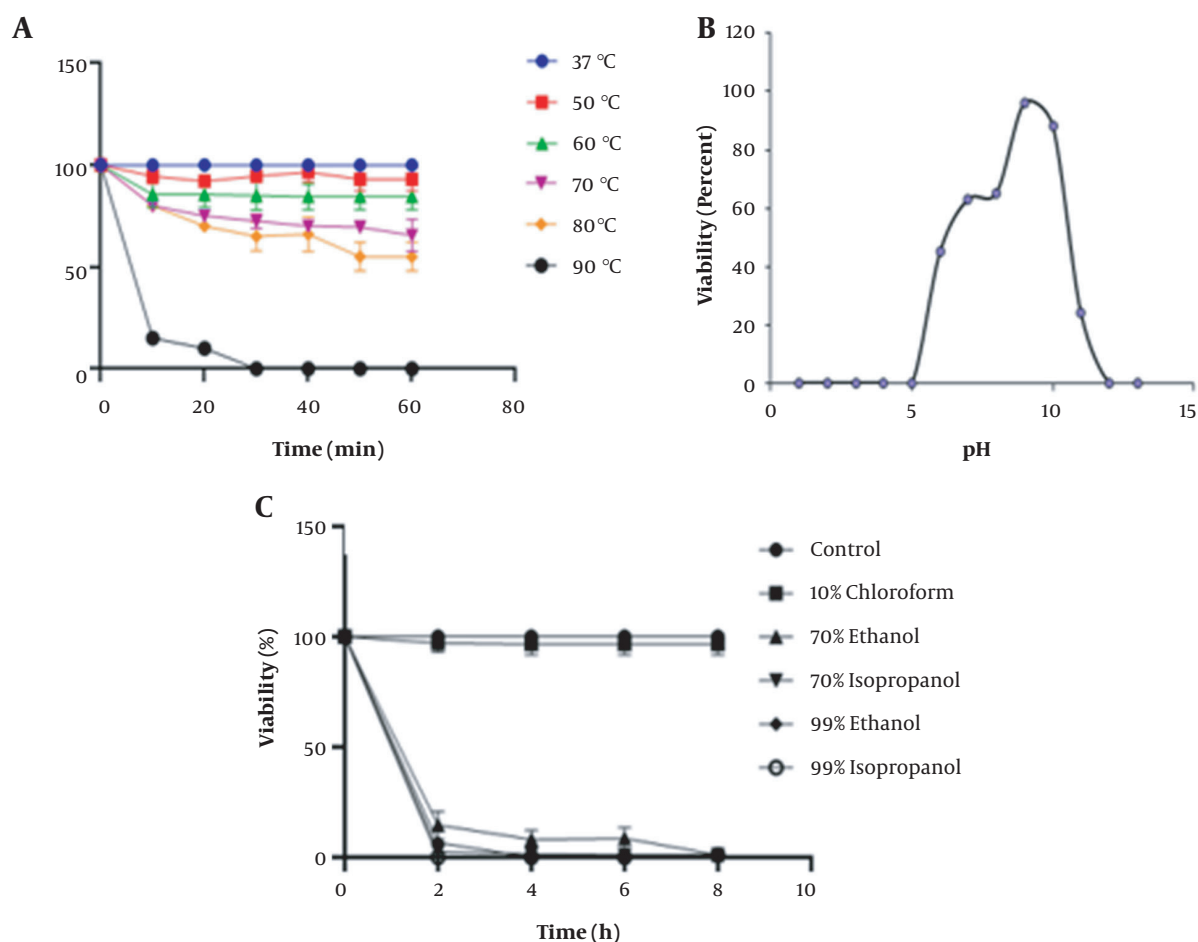 A
150
100
50
0
0 20 40 60 80
Time (min)
37 °C
50 °C
60 °C
70 °C
80°C
90 °C
B
120
100
80
60
40
20
0
0 5 10 15
Viability (Percent)
pH
C
150
100
50
0
0 2 4 6 8 10
Viability (%)
Time (h)
Control
10% Chloroform
70% Ethanol
70% Isopropanol
99% Ethanol
99% Isopropanol